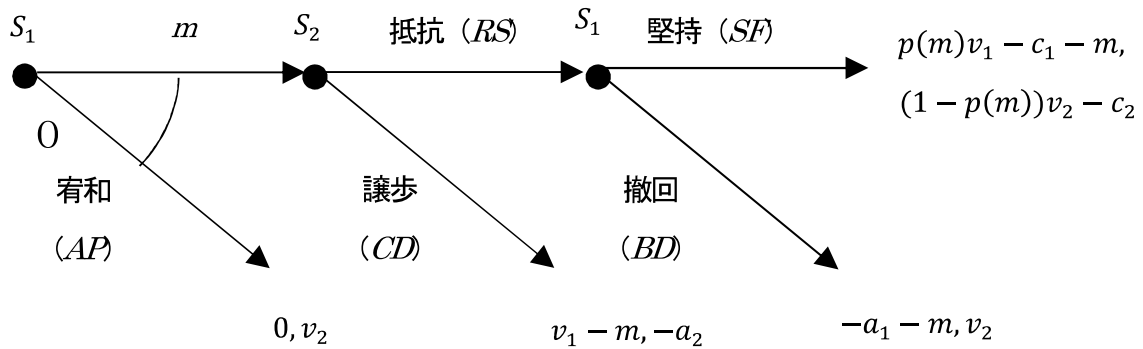 S₁
m
S₂
抵抗（RS）
S₁
堅持（SF）
p(m)v₁ − c₁ − m,
(1 − p(m))v₂ − c₂
0
宥和
（AP）
譲歩
（CD）
撤回
（BD）
0, v₂
v₁ − m, −a₂
−a₁ − m, v₂